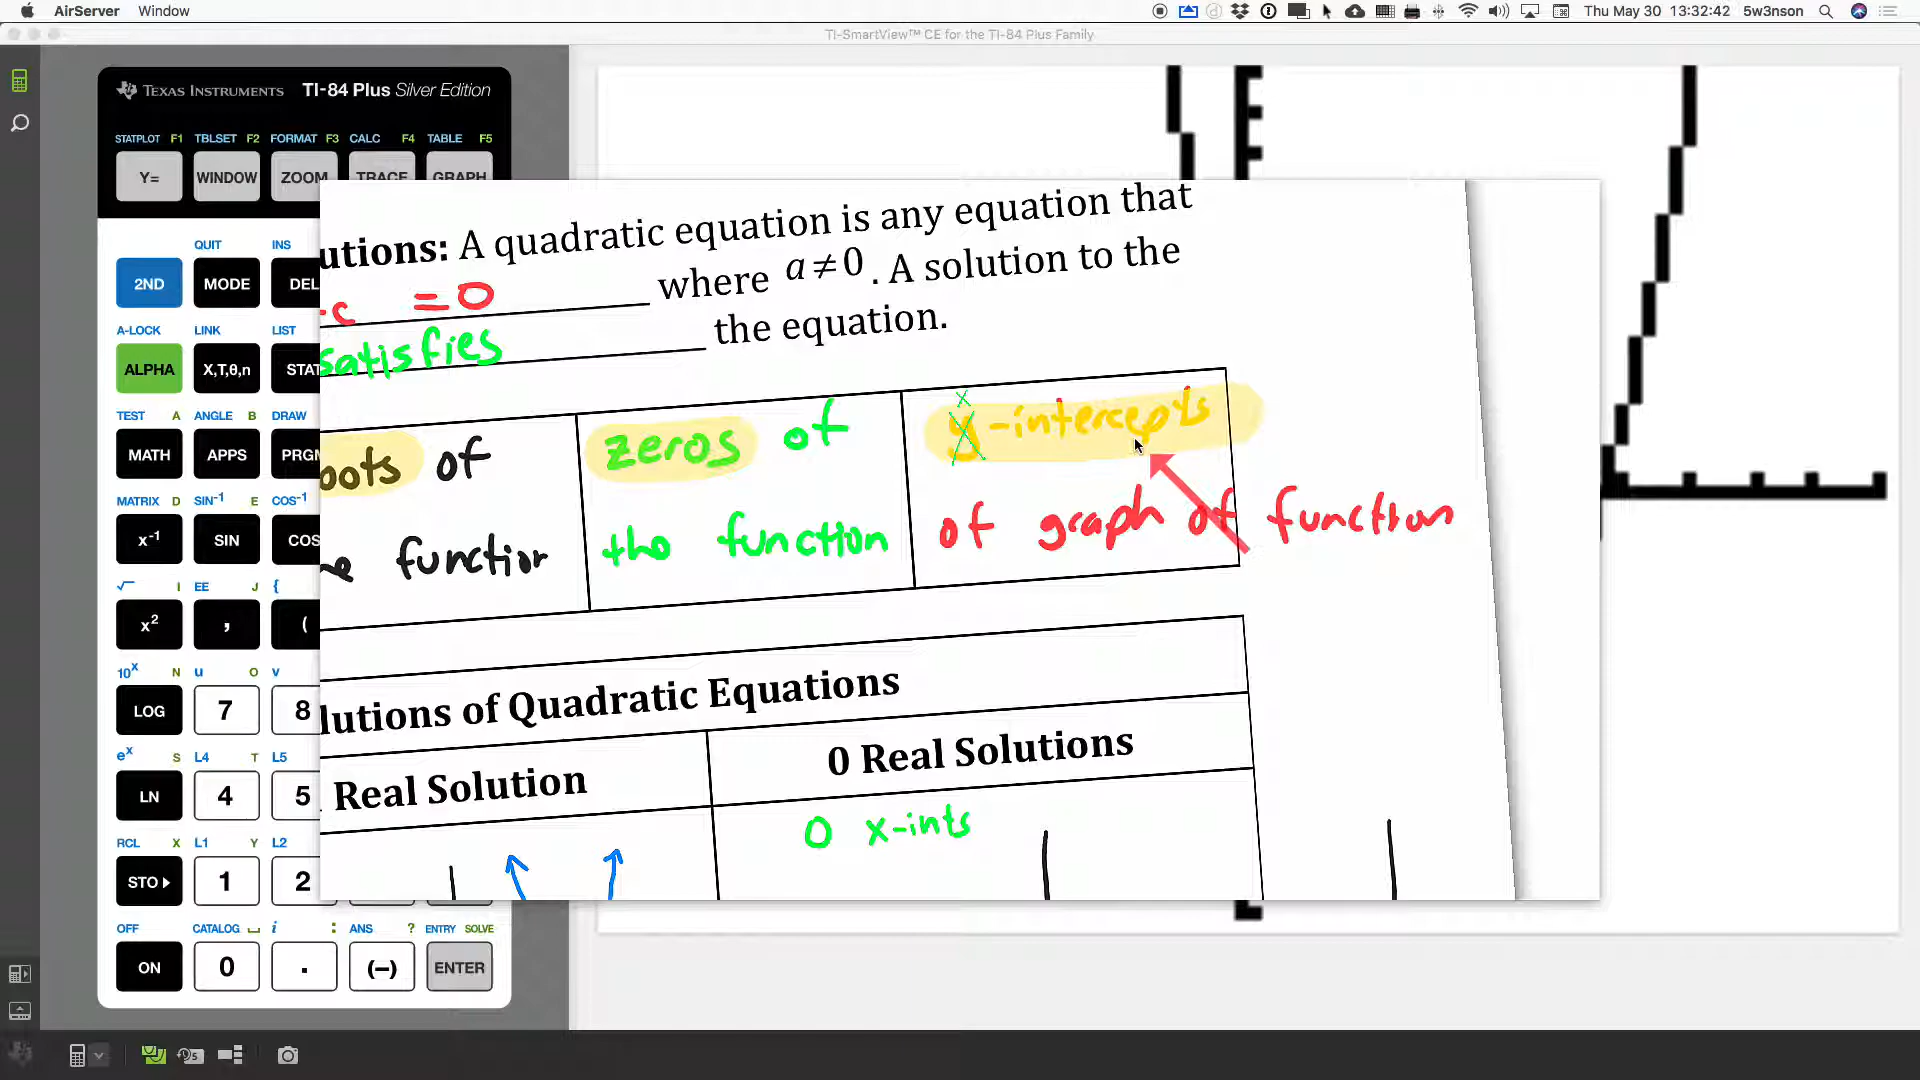 AirServer Window
Thu May 30 13:32:42 5w3nson
TI-SmartView™ CE for the TI-84 Plus Family
TEXAS INSTRUMENTS TI-84 Plus Silver Edition
STATPLOT F1 TBLSET F2 FORMAT F3 CALC F4 TABLE F5
Y= WINDOW ZOOM TRACE GRAPH
QUIT INS
2ND MODE DEL
A-LOCK LINK LIST
ALPHA X,T,θ,n STAT
TEST A ANGLE B DRAW
MATH APPS PRGM
MATRIX D SIN⁻¹ E COS⁻¹
x⁻¹ SIN COS
√ I EE J {
x² , (
10ˣ N u O v
LOG 7 8
eˣ S L4 T L5
LN 4 5
RCL X L1 Y L2
STO▸ 1 2
OFF CATALOG i : ANS ? ENTRY SOLVE
ON 0 . (–) ENTER
utions: A quadratic equation is any equation that
c =0 where a≠0. A solution to the
satisfies the equation.
oots of
e function
zeros of
the function
x
y-intercepts
of graph of function
lutions of Quadratic Equations
Real Solution
0 Real Solutions
0 x-ints